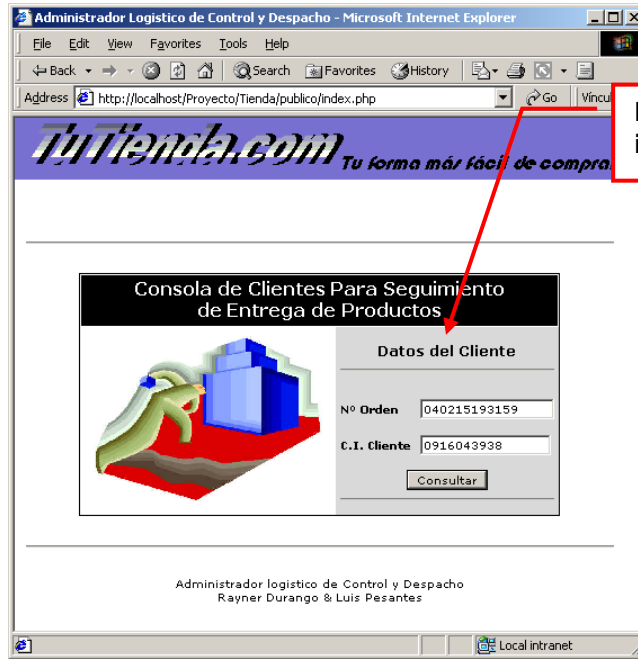 Administrador Logistico de Control y Despacho - Microsoft Internet Explorer
File Edit View Favorites Tools Help
Back Search Favorites History
Address http://localhost/Proyecto/Tienda/publico/index.php Go
TuTienda.com Tu forma más fácil de
Consola de Clientes Para Seguimiento
de Entrega de Productos
Datos del Cliente
Nº Orden 040215193159
C.I. Cliente 0916043938
Consultar
Administrador logistico de Control y Despacho
Rayner Durango & Luis Pesantes
Local intranet